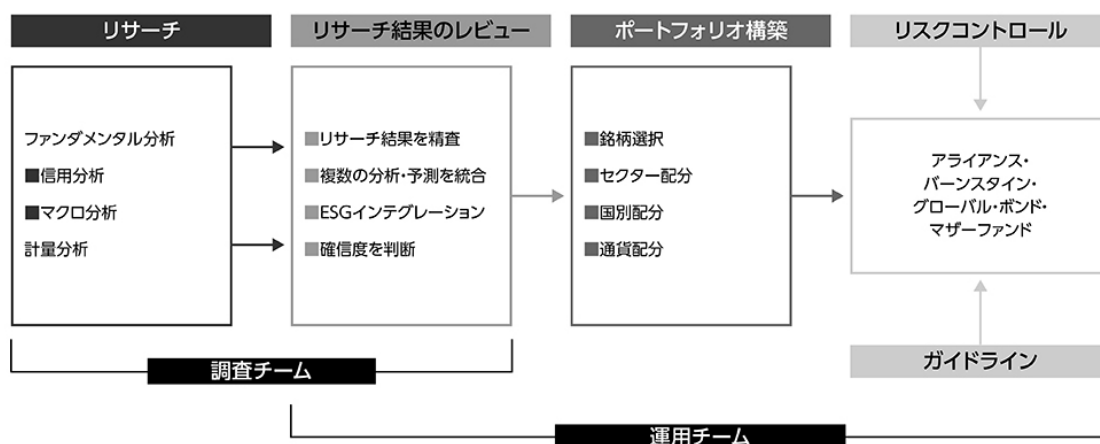 リサーチ
ファンダメンタル分析
■信用分析
■マクロ分析
計量分析
リサーチ結果のレビュー
■リサーチ結果を精査
■複数の分析・予測を統合
■ESGインテグレーション
■確信度を判断
ポートフォリオ構築
■銘柄選択
■セクター配分
■国別配分
■通貨配分
リスクコントロール
アライアンス・
バーンスタイン・
グローバル・ボンド・
マザーファンド
ガイドライン
調査チーム
運用チーム